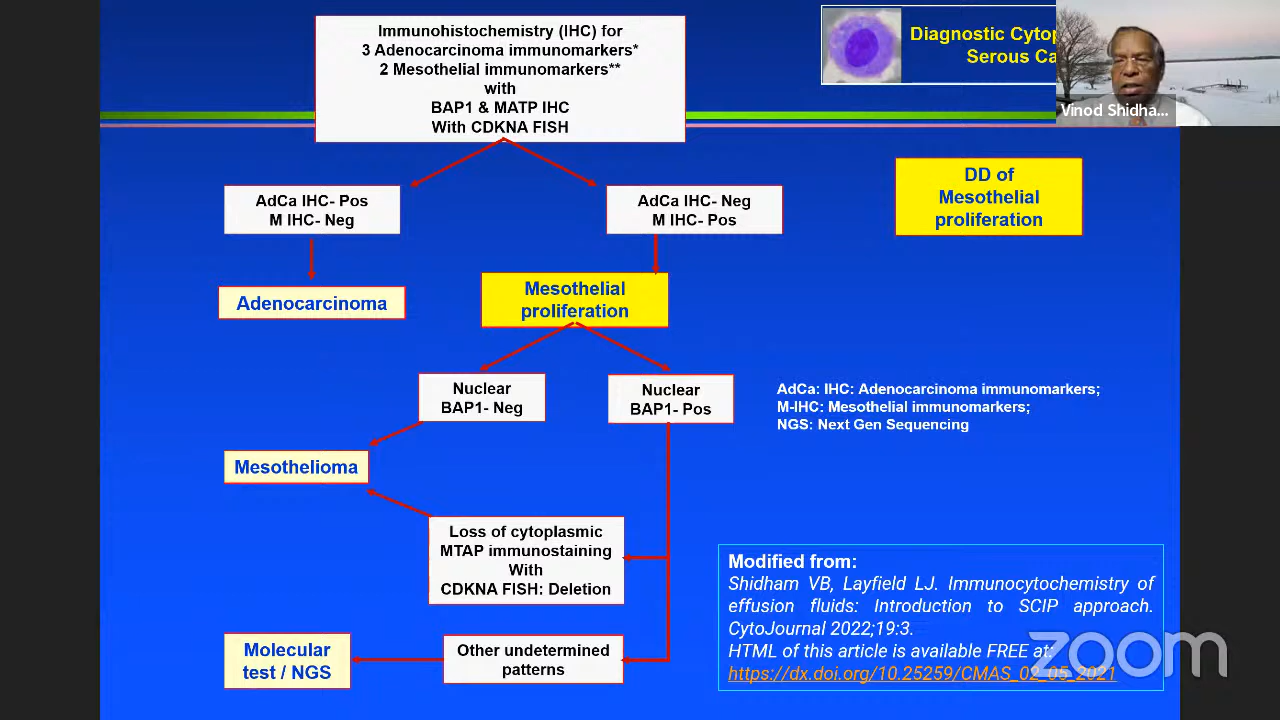 Immunohistochemistry (IHC) for
3 Adenocarcinoma immunomarkers*
2 Mesothelial immunomarkers**
with
BAP1 & MATP IHC
With CDKNA FISH
Diagnostic
Serous
Vinod Shidha...
DD of
Mesothelial
proliferation
AdCa IHC- Pos
M IHC- Neg
AdCa IHC- Neg
M IHC- Pos
Adenocarcinoma
Mesothelial
proliferation
Nuclear
BAP1- Neg
Nuclear
BAP1- Pos
AdCa: IHC: Adenocarcinoma immunomarkers;
M-IHC: Mesothelial immunomarkers;
NGS: Next Gen Sequencing
Mesothelioma
Loss of cytoplasmic
MTAP immunostaining
With
CDKNA FISH: Deletion
Other undetermined
patterns
Molecular
test / NGS
Modified from:
Shidham VB, Layfield LJ. Immunocytochemistry of
effusion fluids: Introduction to SCIP approach.
CytoJournal 2022;19:3.
HTML of this article is available FREE at:
https://dx.doi.org/10.25259/CMAS_02_05_2021
zoom